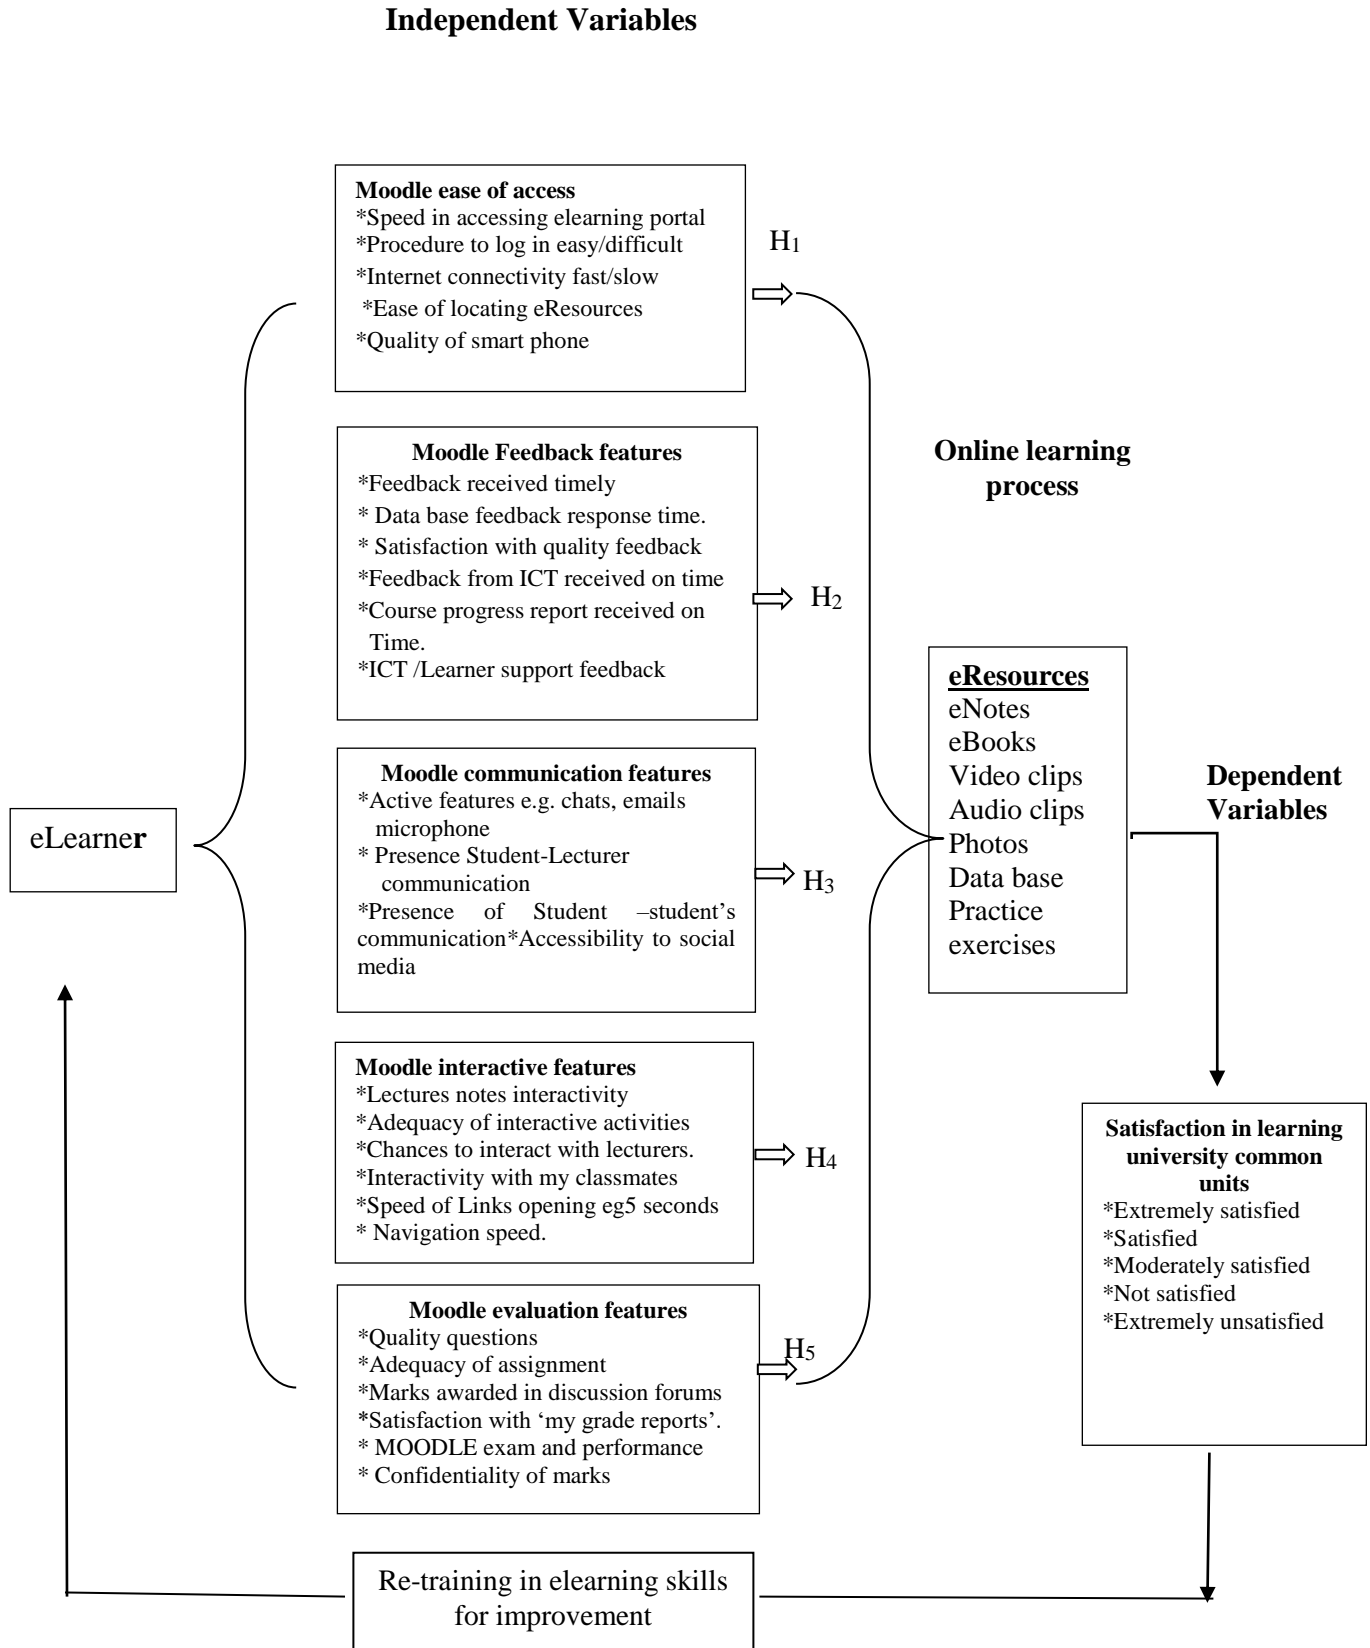 Independent Variables
Moodle ease of access
*Speed in accessing elearning portal
*Procedure to log in easy/difficult
*Internet connectivity fast/slow
*Ease of locating eResources
*Quality of smart phone
H1
Moodle Feedback features
*Feedback received timely
* Data base feedback response time.
* Satisfaction with quality feedback
*Feedback from ICT received on time
*Course progress report received on
Time.
*ICT /Learner support feedback
H2
Moodle communication features
*Active features e.g. chats, emails
microphone
* Presence Student-Lecturer
communication
*Presence of Student –student's
communication*Accessibility to social
media
H3
Moodle interactive features
*Lectures notes interactivity
*Adequacy of interactive activities
*Chances to interact with lecturers.
*Interactivity with my classmates
*Speed of Links opening eg5 seconds
* Navigation speed.
H4
Moodle evaluation features
*Quality questions
*Adequacy of assignment
*Marks awarded in discussion forums
*Satisfaction with ‘my grade reports’.
* MOODLE exam and performance
* Confidentiality of marks
H5
eLearner
Online learning
process
eResources
eNotes
eBooks
Video clips
Audio clips
Photos
Data base
Practice
exercises
Dependent
Variables
Satisfaction in learning
university common
units
*Extremely satisfied
*Satisfied
*Moderately satisfied
*Not satisfied
*Extremely unsatisfied
Re-training in elearning skills
for improvement